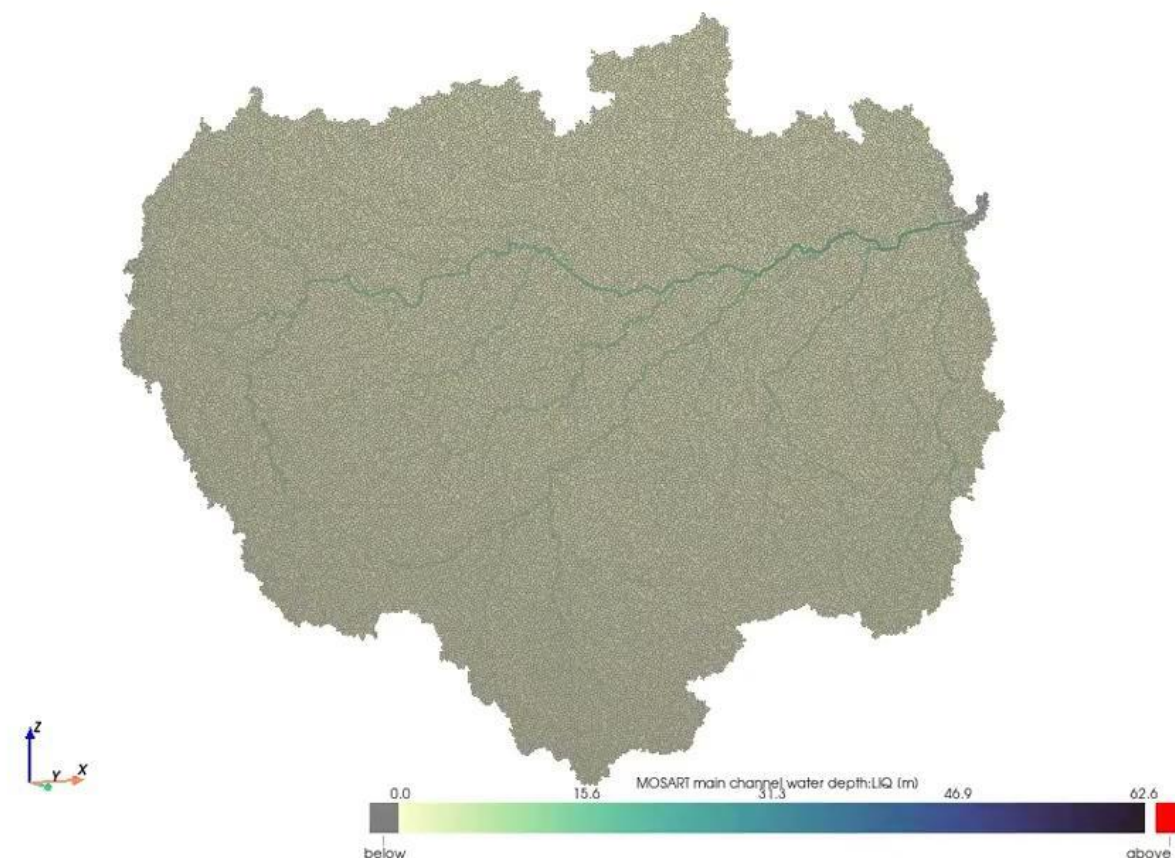 Z
Y
X
MOSART main channel water depth:LIQ (m)
0.0 15.6 31.3 46.9 62.6
below above